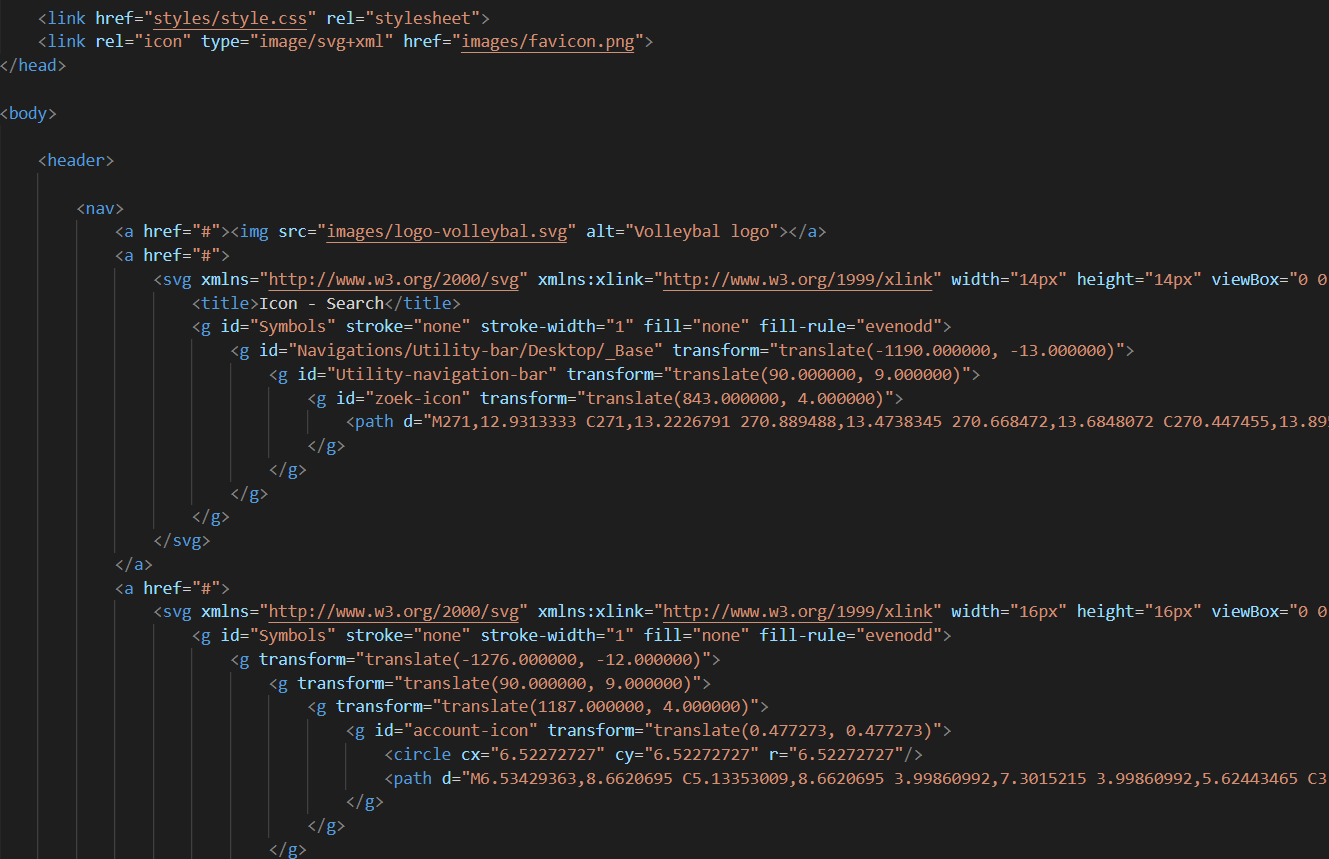 <link href="styles/style.css" rel="stylesheet">
<link rel="icon" type="image/svg+xml" href="images/favicon.png">
</head>
<body>
<header>
<nav>
<a href="#"><img src="images/logo-volleybal.svg" alt="Volleybal logo"></a>
<a href="#">
<svg xmlns="http://www.w3.org/2000/svg" xmlns:xlink="http://www.w3.org/1999/xlink" width="14px" height="14px" viewBox="0 0
<title>Icon - Search</title>
<g id="Symbols" stroke="none" stroke-width="1" fill="none" fill-rule="evenodd">
<g id="Navigations/Utility-bar/Desktop/_Base" transform="translate(-1190.000000, -13.000000)">
<g id="Utility-navigation-bar" transform="translate(90.000000, 9.000000)">
<g id="zoek-icon" transform="translate(843.000000, 4.000000)">
<path d="M271,12.9313333 C271,13.2226791 270.889488,13.4738345 270.668472,13.6848072 C270.447455,13.895
</g>
</g>
</g>
</g>
</svg>
</a>
<a href="#">
<svg xmlns="http://www.w3.org/2000/svg" xmlns:xlink="http://www.w3.org/1999/xlink" width="16px" height="16px" viewBox="0 0
<g id="Symbols" stroke="none" stroke-width="1" fill="none" fill-rule="evenodd">
<g transform="translate(-1276.000000, -12.000000)">
<g transform="translate(90.000000, 9.000000)">
<g transform="translate(1187.000000, 4.000000)">
<g id="account-icon" transform="translate(0.477273, 0.477273)">
<circle cx="6.52272727" cy="6.52272727" r="6.52272727"/>
<path d="M6.53429363,8.6620695 C5.13353009,8.6620695 3.99860992,7.3015215 3.99860992,5.62443465 C3
</g>
</g>
</g>